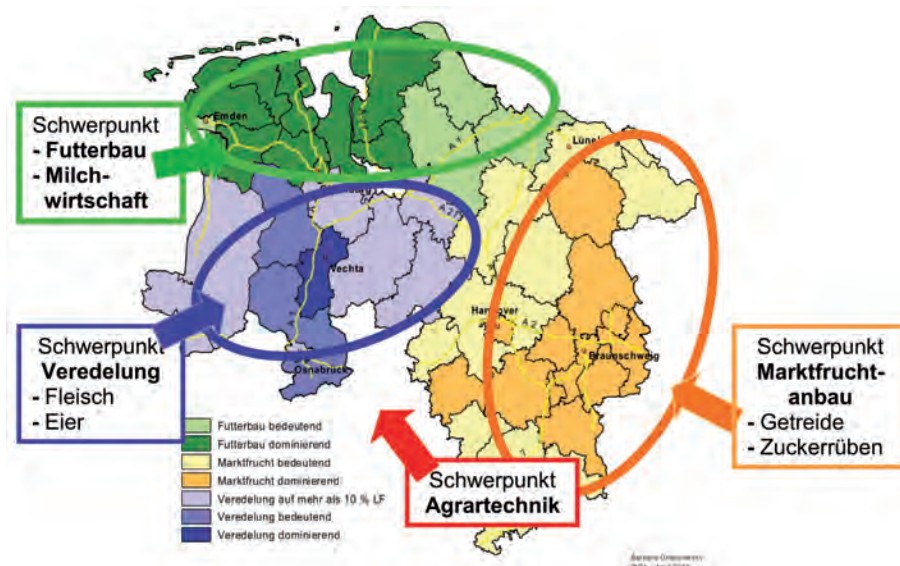 Schwerpunkt
- Futterbau
- Milch-
wirtschaft
Schwerpunkt
Veredelung
- Fleisch
- Eier
Schwerpunkt
Marktfrucht-
anbau
- Getreide
- Zuckerrüben
Schwerpunkt
Agrartechnik
Emden
Vechta
Osnabrück
Hannover
A 2
Braunschweig
Futterbau bedeutend
Futterbau dominierend
Marktfrucht bedeutend
Marktfrucht dominierend
Veredelung auf mehr als 10 % LF
Veredelung bedeutend
Veredelung dominierend